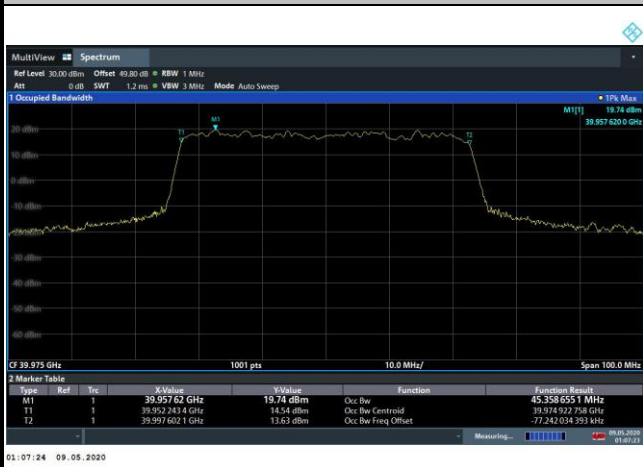 MultiView Spectrum
Ref Level 30.00 dBm Offset 49.80 dB RBW 1 MHz
Att 0 dB SWT 1.2 ms VBW 3 MHz Mode Auto Sweep
1 Occupied Bandwidth 1Pk Max
M1[1] 19.74 dBm
39.957 620 0 GHz
M1
T1
T2
20 dBm
10 dBm
0 dBm
-10 dBm
-20 dBm
-30 dBm
-40 dBm
-50 dBm
-60 dBm
CF 39.975 GHz 1001 pts 10.0 MHz/ Span 100.0 MHz
2 Marker Table
Type Ref Trc X-Value Y-Value Function Function Result
M1 1 39.957 62 GHz 19.74 dBm Occ Bw 45.358 655 1 MHz
T1 1 39.952 243 4 GHz 14.54 dBm Occ Bw Centroid 39.974 922 758 GHz
T2 1 39.997 602 1 GHz 13.63 dBm Occ Bw Freq Offset -77.242 034 393 kHz
Measuring... 09.05.2020
01:07:23
01:07:24 09.05.2020